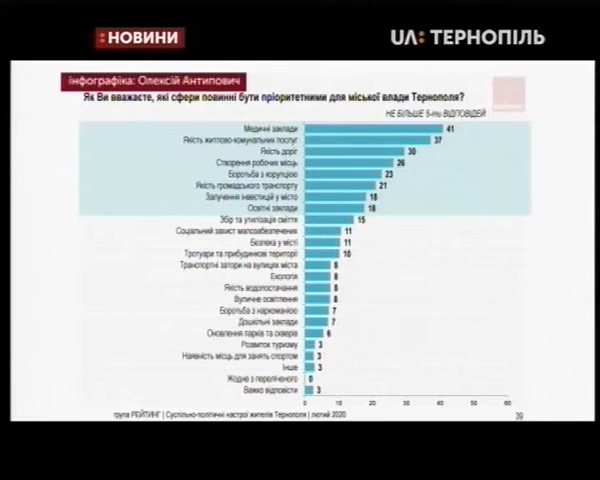 :НОВИНИ
UA: ТЕРНОПІЛЬ
інфографіка: Олексій Антипович
Як Ви вважаєте, які сфери повинні бути пріоритетними для міської влади Тернополя?
НЕ БІЛЬШЕ 5-ти ВІДПОВІДЕЙ
Медичні заклади 41
Якість житлово-комунальних послуг 37
Якість доріг 30
Створення робочих місць 26
Боротьба з корупцією 23
Якість громадського транспорту 21
Залучення інвестицій у місто 18
Освітні заклади 18
Збір та утилізація сміття 15
Соціальний захист малозабезпечених 11
Безпека у місті 11
Тротуари та прибудинкові території 10
Транспортні затори на вулицях міста 8
Екологія 8
Якість водопостачання 8
Вуличне освітлення 8
Боротьба з наркоманією 7
Дошкільні заклади 7
Оновлення парків та скверів 6
Розвиток туризму 3
Наявність місць для занять спортом 3
Інше 3
Жодне з переліченого 0
Важко відповісти 3
0 10 20 30 40 50 60
група РЕЙТИНГ | Суспільно-політичні настрої жителів Тернополя | лютий 2020
39